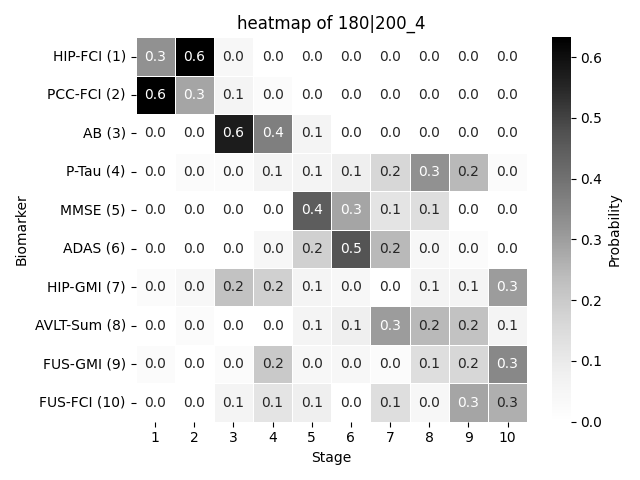 heatmap of 180|200_4
HIP-FCI (1) 0.3 0.6 0.0 0.0 0.0 0.0 0.0 0.0 0.0 0.0
PCC-FCI (2) 0.6 0.3 0.1 0.0 0.0 0.0 0.0 0.0 0.0 0.0
AB (3) 0.0 0.0 0.6 0.4 0.1 0.0 0.0 0.0 0.0 0.0
P-Tau (4) 0.0 0.0 0.0 0.1 0.1 0.1 0.2 0.3 0.2 0.0
MMSE (5) 0.0 0.0 0.0 0.0 0.4 0.3 0.1 0.1 0.0 0.0
ADAS (6) 0.0 0.0 0.0 0.0 0.2 0.5 0.2 0.0 0.0 0.0
HIP-GMI (7) 0.0 0.0 0.2 0.2 0.1 0.0 0.0 0.1 0.1 0.3
AVLT-Sum (8) 0.0 0.0 0.0 0.0 0.1 0.1 0.3 0.2 0.2 0.1
FUS-GMI (9) 0.0 0.0 0.0 0.2 0.0 0.0 0.0 0.1 0.2 0.3
FUS-FCI (10) 0.0 0.0 0.1 0.1 0.1 0.0 0.1 0.0 0.3 0.3
1 2 3 4 5 6 7 8 9 10
Stage
Biomarker
0.6
0.5
0.4
0.3
0.2
0.1
0.0
Probability